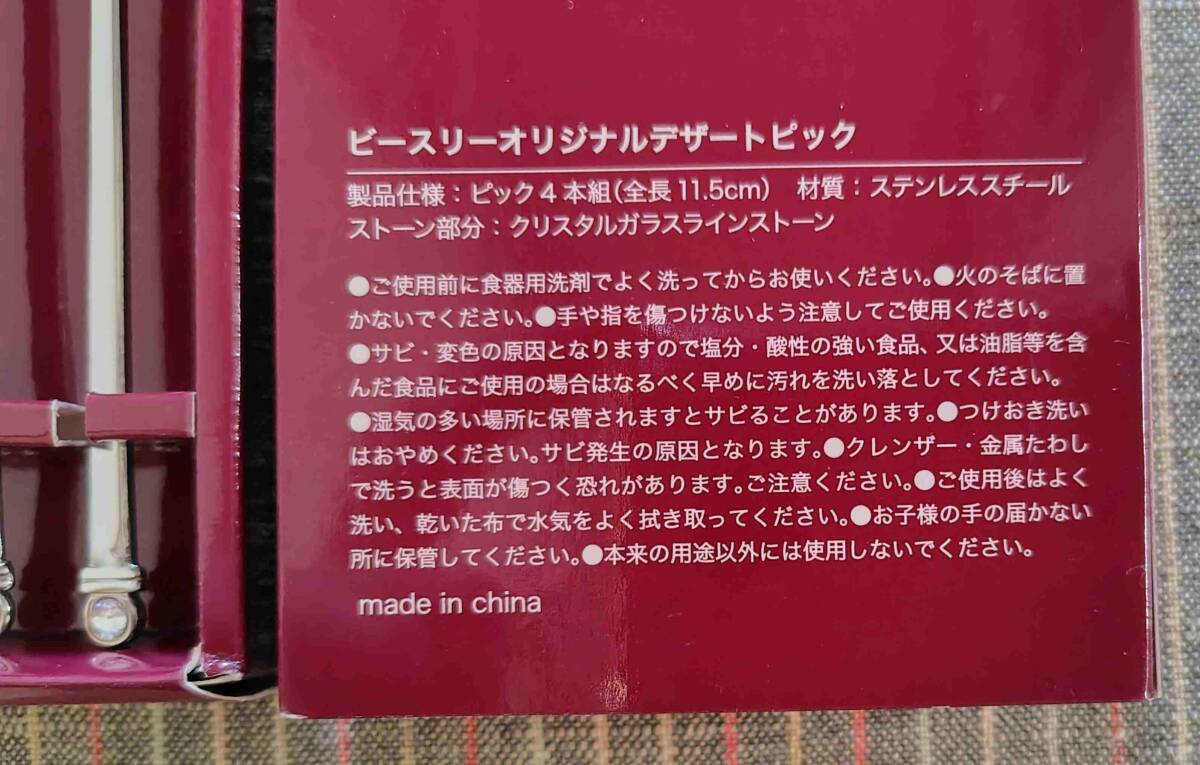 ビースリーオリジナルデザートピック
製品仕様：ピック4本組(全長11.5cm)　材質：ステンレススチール
ストーン部分：クリスタルガラスラインストーン
●ご使用前に食器用洗剤でよく洗ってからお使いください。●火のそばに置
かないでください。●手や指を傷つけないよう注意してご使用ください。
●サビ・変色の原因となりますので塩分・酸性の強い食品、又は油脂等を含
んだ食品にご使用の場合はなるべく早めに汚れを洗い落としてください。
●湿気の多い場所に保管されますとサビることがあります。●つけおき洗い
はおやめください。サビ発生の原因となります。●クレンザー・金属たわし
で洗うと表面が傷つく恐れがあります。ご注意ください。●ご使用後はよく
洗い、乾いた布で水気をよく拭き取ってください。●お子様の手の届かない
所に保管してください。●本来の用途以外には使用しないでください。
made in china